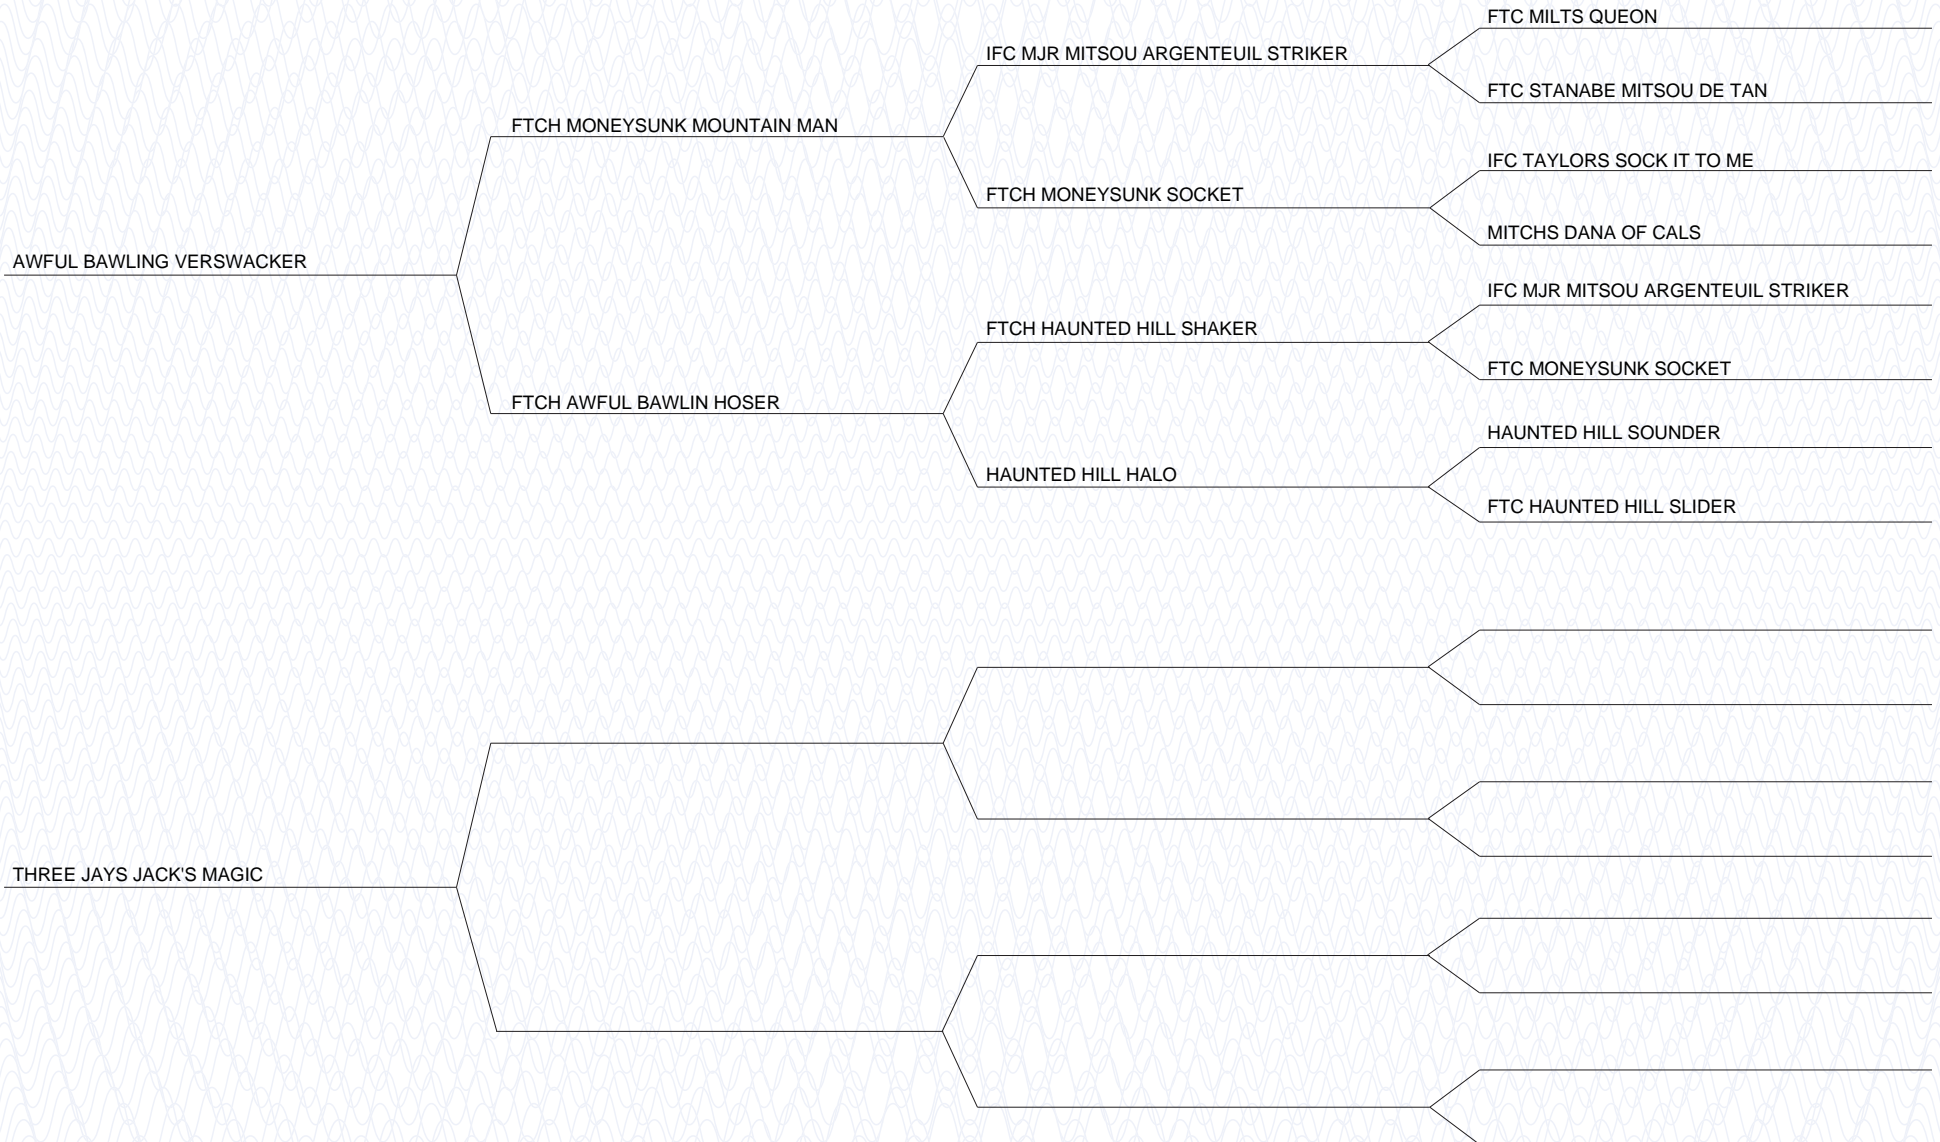 FTC MILTS QUEON
IFC MJR MITSOU ARGENTEUIL STRIKER
FTC STANABE MITSOU DE TAN
FTCH MONEYSUNK MOUNTAIN MAN
IFC TAYLORS SOCK IT TO ME
FTCH MONEYSUNK SOCKET
MITCHS DANA OF CALS
AWFUL BAWLING VERSWACKER
IFC MJR MITSOU ARGENTEUIL STRIKER
FTCH HAUNTED HILL SHAKER
FTC MONEYSUNK SOCKET
FTCH AWFUL BAWLIN HOSER
HAUNTED HILL SOUNDER
HAUNTED HILL HALO
FTC HAUNTED HILL SLIDER
THREE JAYS JACK'S MAGIC